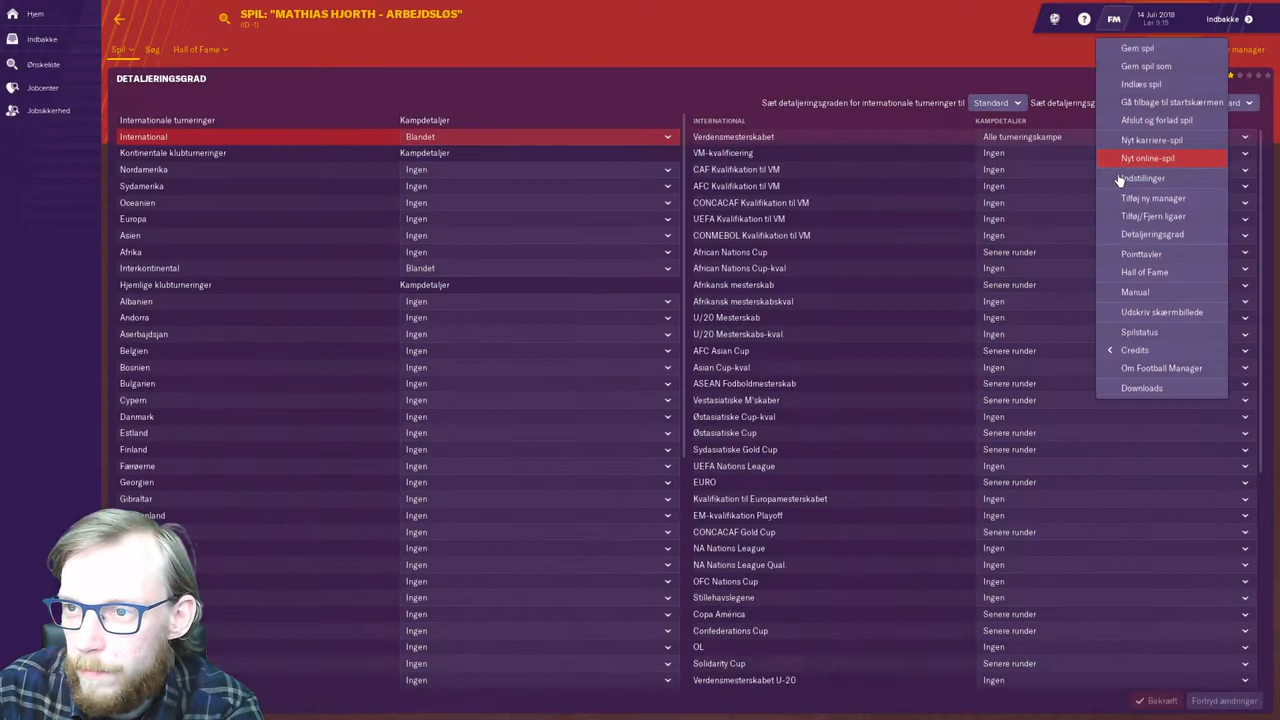 Hjem
SPIL: "MATHIAS HJORTH - ARBEJDSLØS"
(ID:-1)
FM
14 Juli 2018
Lør 9:15
Indbakke
Indbakke
Spil
Søg
Hall of Fame
manager
Ønskeliste
Jobcenter
Jobsikkerhed
DETALJERINGSGRAD
Sæt detaljeringsgraden for internationale turneringer til
Standard
Sæt detaljeringsg
Internationale turneringer
Kampdetaljer
International Blandet
Kontinentale klubturneringer Kampdetaljer
Nordamerika Ingen
Sydamerika Ingen
Oceanien Ingen
Europa Ingen
Asien Ingen
Afrika Ingen
Interkontinental Blandet
Hjemlige klubturneringer Kampdetaljer
Albanien Ingen
Andorra Ingen
Aserbajdsjan Ingen
Belgien Ingen
Bosnien Ingen
Bulgarien Ingen
Cypern Ingen
Danmark Ingen
Estland Ingen
Finland Ingen
Færøerne Ingen
Georgien Ingen
Gibraltar Ingen
Ingen
Ingen
Ingen
Ingen
Ingen
Ingen
Ingen
Ingen
Ingen
Ingen
Ingen
INTERNATIONAL KAMPDETALJER
Verdensmesterskabet Alle turneringskampe
VM-kvalificering Ingen
CAF Kvalifikation til VM Ingen
AFC Kvalifikation til VM Ingen
CONCACAF Kvalifikation til VM Ingen
UEFA Kvalifikation til VM Ingen
CONMEBOL Kvalifikation til VM Ingen
African Nations Cup Senere runder
African Nations Cup-kval Ingen
Afrikansk mesterskab Senere runder
Afrikansk mesterskabskval Ingen
U/20 Mesterskab Ingen
U/20 Mesterskabs-kval. Ingen
AFC Asian Cup Senere runder
Asian Cup-kval Ingen
ASEAN Fodboldmesterskab Senere runder
Vestasiatiske M'skaber Senere runder
Østasiatiske Cup-kval Ingen
Østasiatiske Cup Senere runder
Sydasiatiske Gold Cup Senere runder
UEFA Nations League Ingen
EURO Senere runder
Kvalifikation til Europamesterskabet Ingen
EM-kvalifikation Playoff Ingen
CONCACAF Gold Cup Senere runder
NA Nations League Ingen
NA Nations League Qual. Ingen
OFC Nations Cup Ingen
Stillehavslegene Ingen
Copa América Senere runder
Confederations Cup Senere runder
OL Ingen
Solidarity Cup Senere runder
Verdensmesterskabet U-20 Ingen
Gem spil
Gem spil som
Indlæs spil
Gå tilbage til startskærmen
Afslut og forlad spil
Nyt karriere-spil
Nyt online-spil
Indstillinger
Tilføj ny manager
Tilføj/Fjern ligaer
Detaljeringsgrad
Pointtavler
Hall of Fame
Manual
Udskriv skærmbillede
Spilstatus
Credits
Om Football Manager
Downloads
Bekræft
Fortryd ændringer